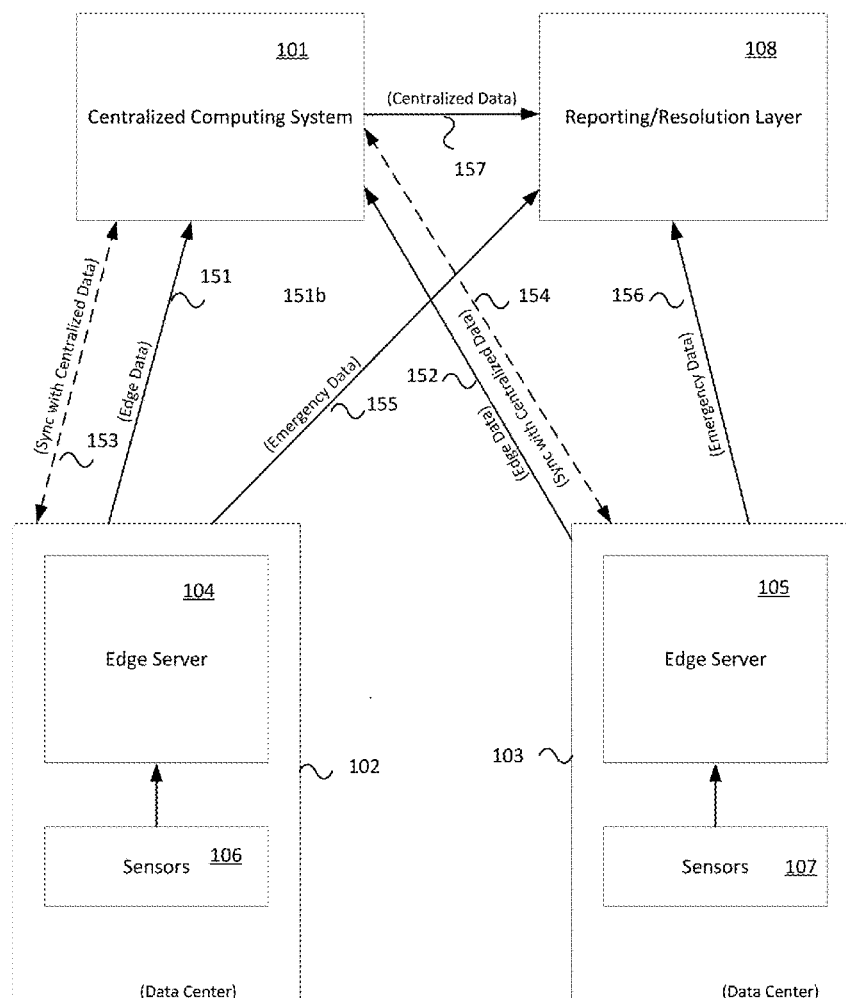 101
108
Centralized Computing System
(Centralized Data)
Reporting/Resolution Layer
157
(Sync with Centralized Data)
151
151b
154
156
(Edge Data)
(Emergency Data)
152
(Sync with Centralized Data)
153
155
(Edge Data)
(Emergency Data)
104
105
Edge Server
Edge Server
102
103
Sensors 106
Sensors 107
(Data Center)
(Data Center)